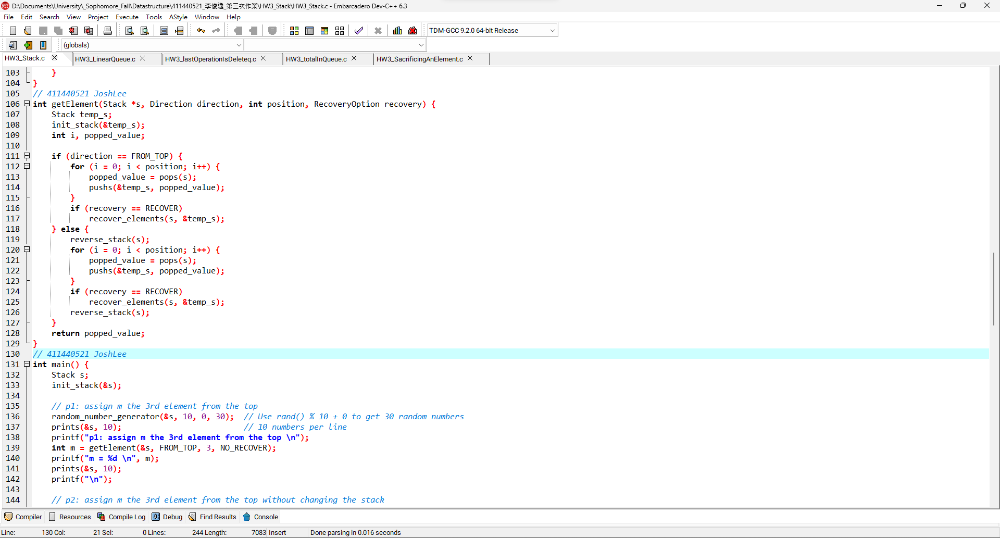 D:\Documents\University\_Sophomore_Fall\Datastructure\411440521_李俊逸_第三次作業\HW3_Stack\HW3_Stack.c - Embarcadero Dev-C++ 6.3
File Edit Search View Project Execute Tools AStyle Window Help
TDM-GCC 9.2.0 64-bit Release
(globals)
HW3_Stack.c HW3_LinearQueue.c HW3_lastOperationIsDeleteq.c HW3_totalInQueue.c HW3_SacrificingAnElement.c
103 }
104 }
105 // 411440521 JoshLee
106 int getElement(Stack *s, Direction direction, int position, RecoveryOption recovery) {
107 Stack temp_s;
108 init_stack(&temp_s);
109 int i, popped_value;
110
111 if (direction == FROM_TOP) {
112 for (i = 0; i < position; i++) {
113 popped_value = pops(s);
114 pushs(&temp_s, popped_value);
115 }
116 if (recovery == RECOVER)
117 recover_elements(s, &temp_s);
118 } else {
119 reverse_stack(s);
120 for (i = 0; i < position; i++) {
121 popped_value = pops(s);
122 pushs(&temp_s, popped_value);
123 }
124 if (recovery == RECOVER)
125 recover_elements(s, &temp_s);
126 reverse_stack(s);
127 }
128 return popped_value;
129 }
130 // 411440521 JoshLee
131 int main() {
132 Stack s;
133 init_stack(&s);
134
135 // p1: assign m the 3rd element from the top
136 random_number_generator(&s, 10, 0, 30); // Use rand() % 10 + 0 to get 30 random numbers
137 prints(&s, 10); // 10 numbers per line
138 printf("p1: assign m the 3rd element from the top \n");
139 int m = getElement(&s, FROM_TOP, 3, NO_RECOVER);
140 printf("m = %d \n", m);
141 prints(&s, 10);
142 printf("\n");
143
144 // p2: assign m the 3rd element from the top without changing the stack
Compiler Resources Compile Log Debug Find Results Console
Line: 130 Col: 21 Sel: 0 Lines: 244 Length: 7083 Insert Done parsing in 0.016 seconds